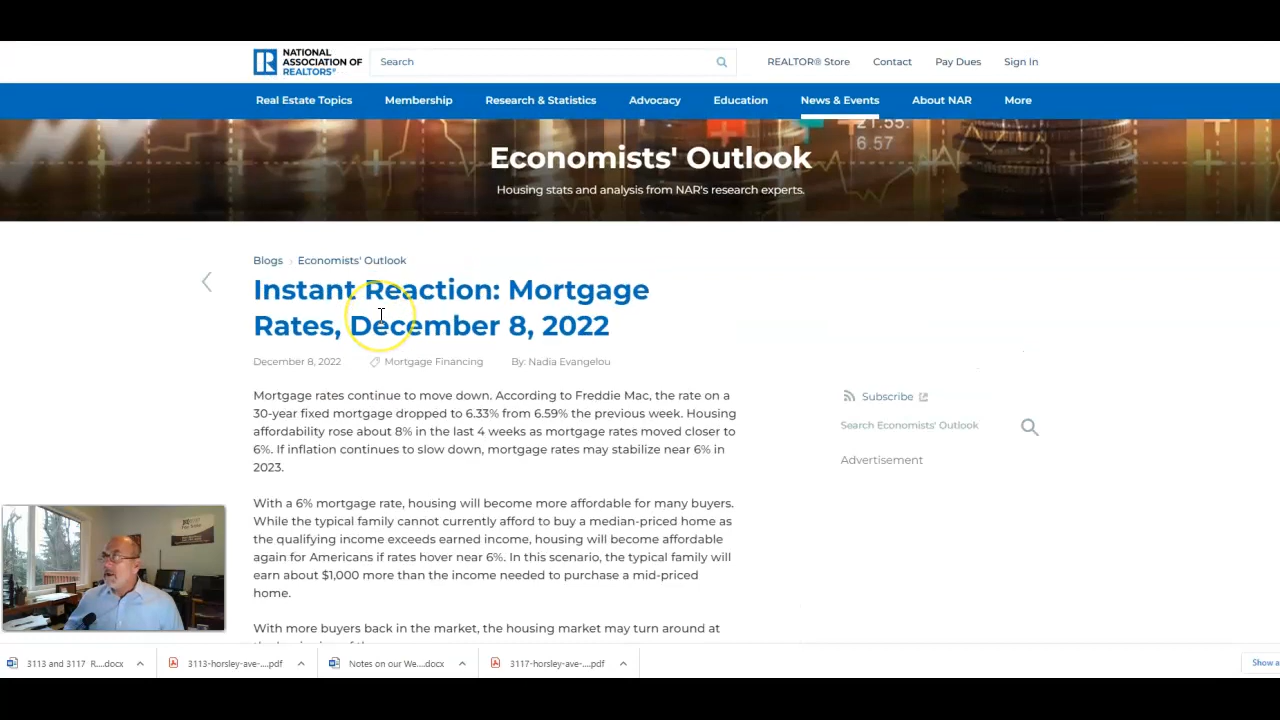 NATIONAL
ASSOCIATION OF
REALTORS®
Search
REALTOR® Store
Contact
Pay Dues
Sign In
Real Estate Topics
Membership
Research & Statistics
Advocacy
Education
News & Events
About NAR
More
21.55:
6.57
Economists' Outlook
Housing stats and analysis from NAR's research experts.
Blogs
Economists' Outlook
Instant Reaction: Mortgage
Rates, December 8, 2022
December 8, 2022
Mortgage Financing
By: Nadia Evangelou
Mortgage rates continue to move down. According to Freddie Mac, the rate on a
30-year fixed mortgage dropped to 6.33% from 6.59% the previous week. Housing
affordability rose about 8% in the last 4 weeks as mortgage rates moved closer to
6%. If inflation continues to slow down, mortgage rates may stabilize near 6% in
2023.
With a 6% mortgage rate, housing will become more affordable for many buyers.
While the typical family cannot currently afford to buy a median-priced home as
the qualifying income exceeds earned income, housing will become affordable
again for Americans if rates hover near 6%. In this scenario, the typical family will
earn about $1,000 more than the income needed to purchase a mid-priced
home.
With more buyers back in the market, the housing market may turn around at
Subscribe
Search Economists' Outlook
Advertisement
3113 and 3117 R....docx
3113-horsley-ave-....pdf
Notes on our We....docx
3117-horsley-ave-....pdf
Show a